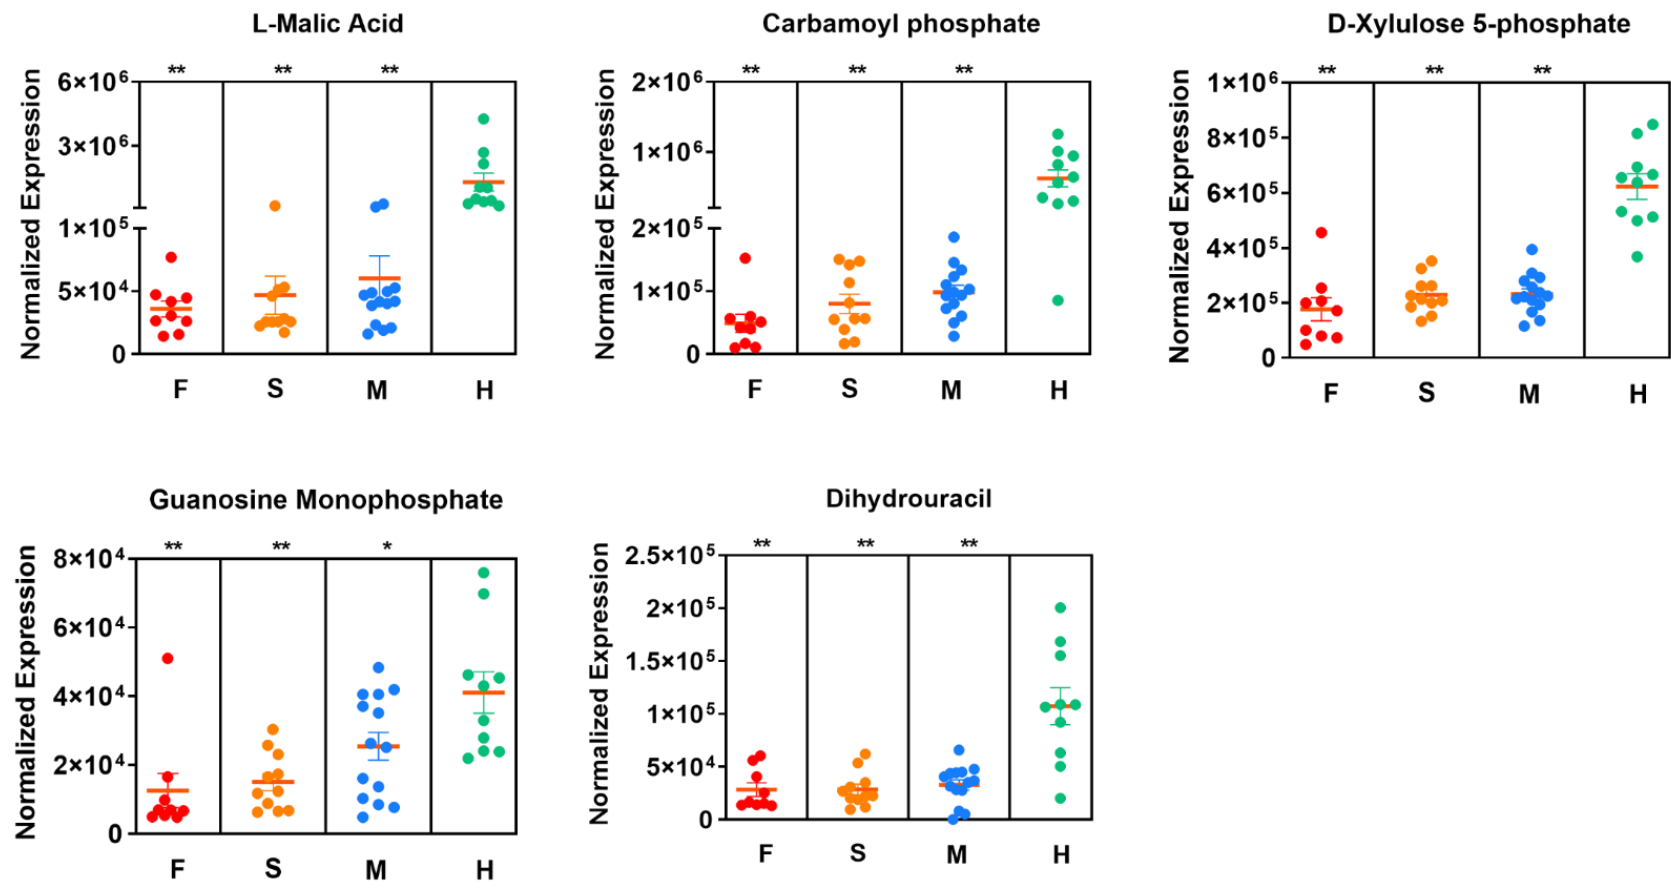 L-Malic Acid
Normalized Expression
** ** **
6×10⁶
3×10⁶
1×10⁵
5×10⁴
0
F S M H
Carbamoyl phosphate
Normalized Expression
** ** **
2×10⁶
1×10⁶
2×10⁵
1×10⁵
0
F S M H
D-Xylulose 5-phosphate
Normalized Expression
** ** **
1×10⁶
8×10⁵
6×10⁵
4×10⁵
2×10⁵
0
F S M H
Guanosine Monophosphate
Normalized Expression
** ** *
8×10⁴
6×10⁴
4×10⁴
2×10⁴
0
F S M H
Dihydrouracil
Normalized Expression
** ** **
2.5×10⁵
2×10⁵
1.5×10⁵
1×10⁵
5×10⁴
0
F S M H